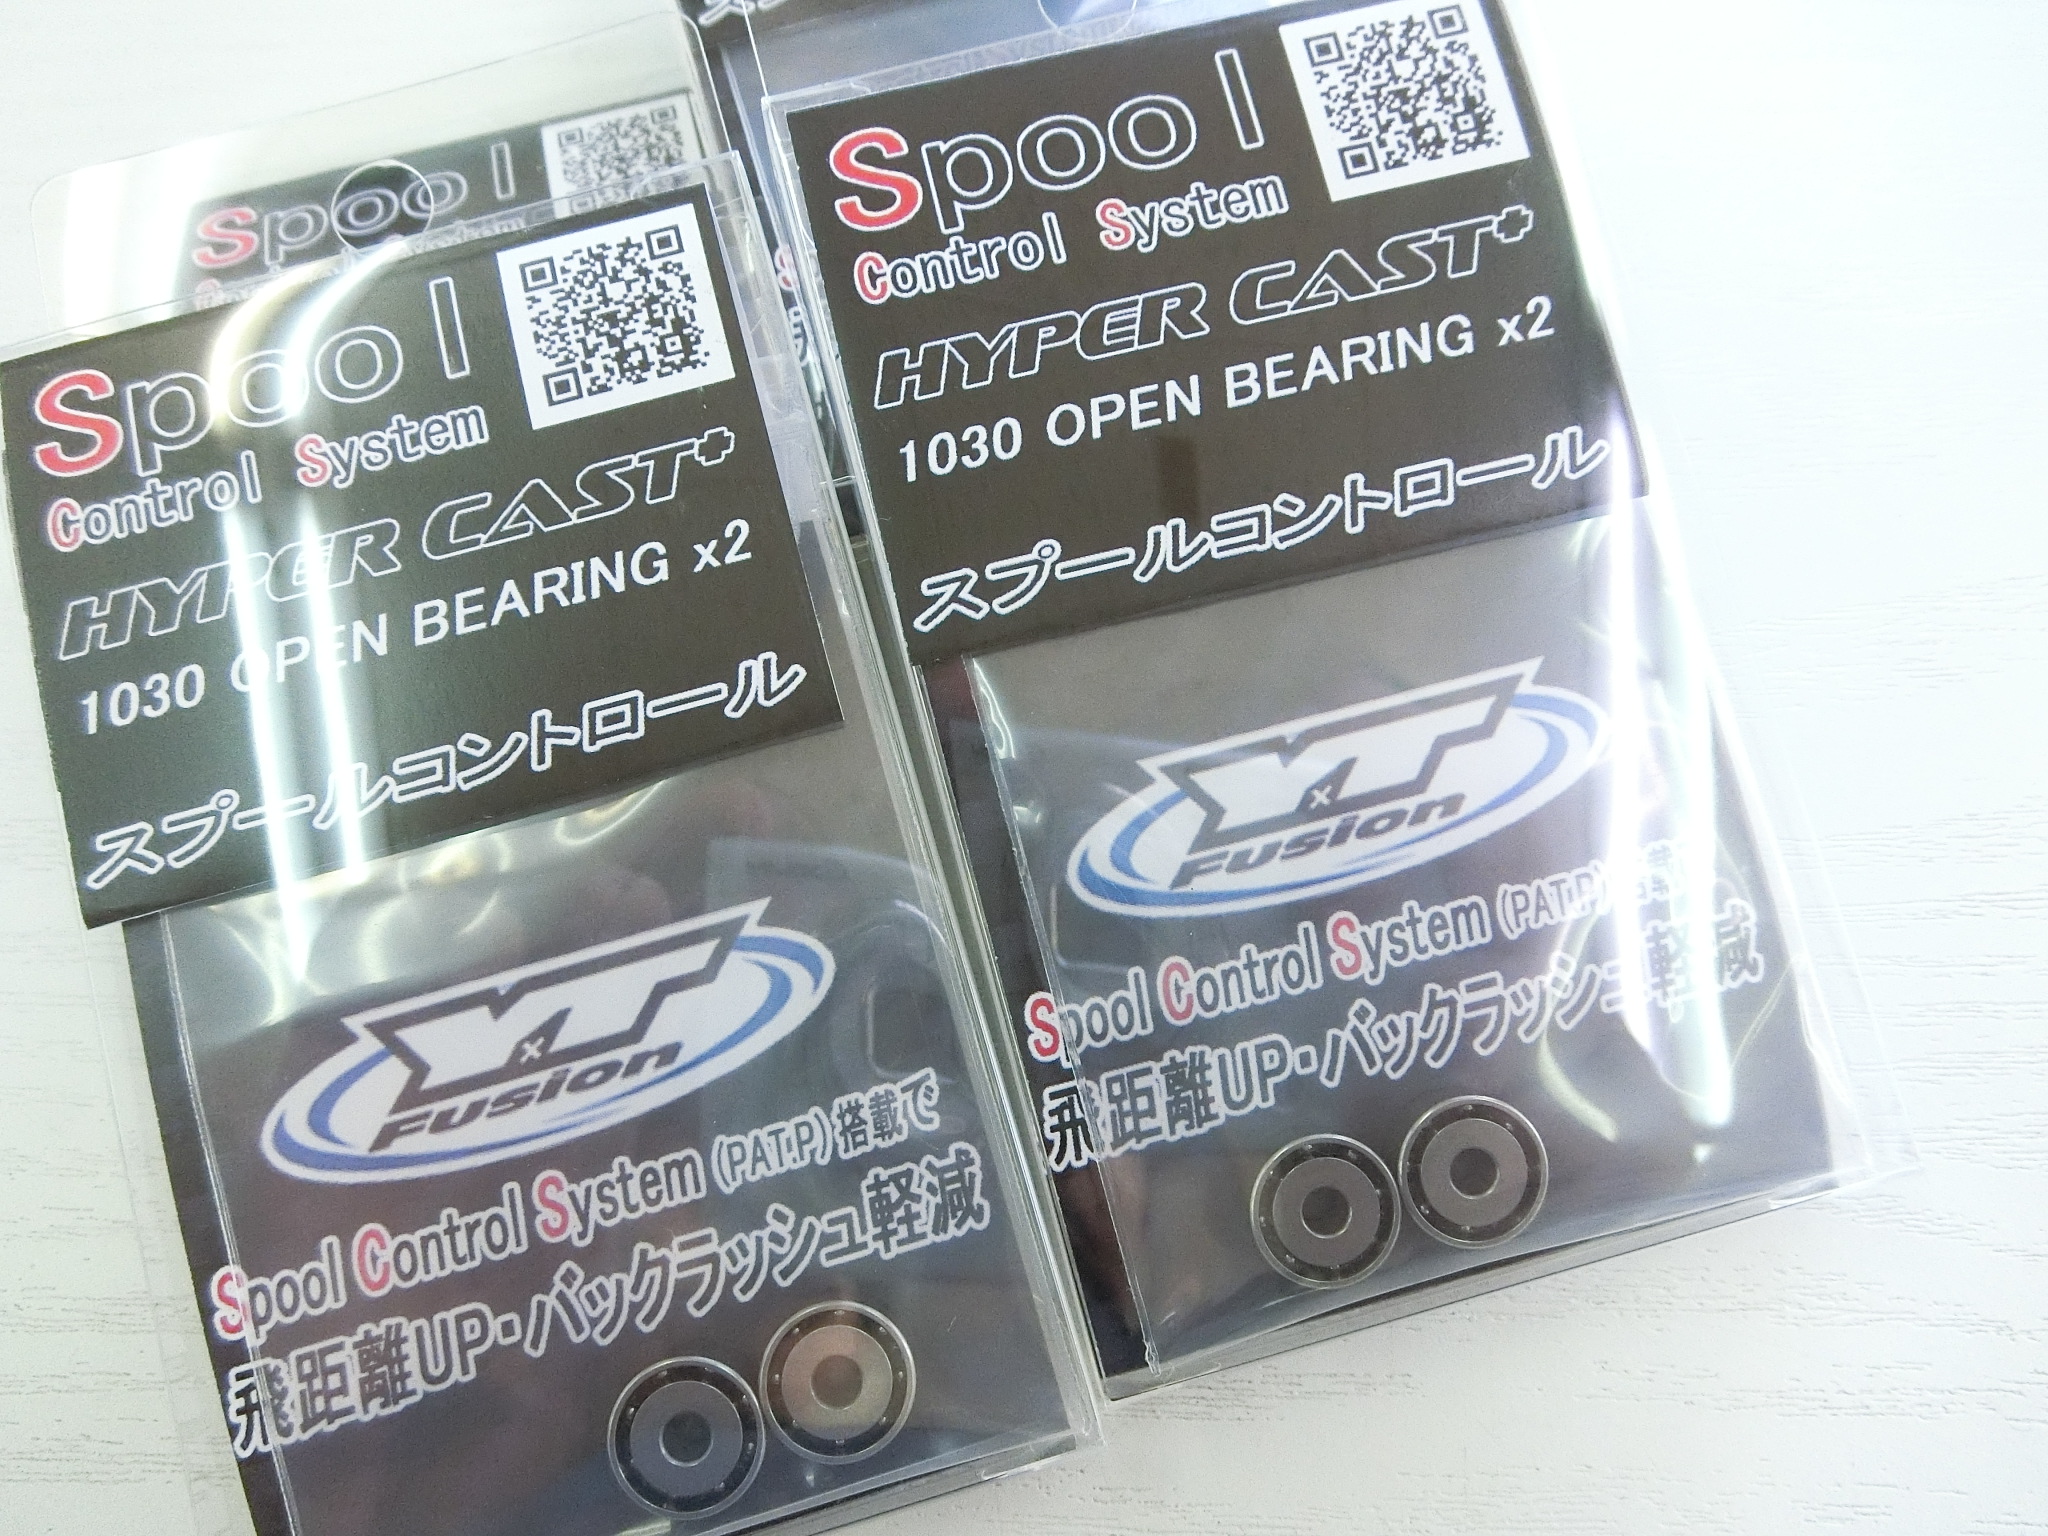 Spool
Control System
HYPER CAST+
1030 OPEN BEARING x2
スプールコントロール
YT
x
Fusion
Spool Control System (PAT.P) 搭載で
飛距離UP・バックラッシュ軽減
Spool
Control System
HYPER CAST+
1030 OPEN BEARING x2
スプールコントロール
YT
x
Fusion
Spool Control System (PAT.P) 搭載
飛距離UP・バックラッシュ軽減
Spool